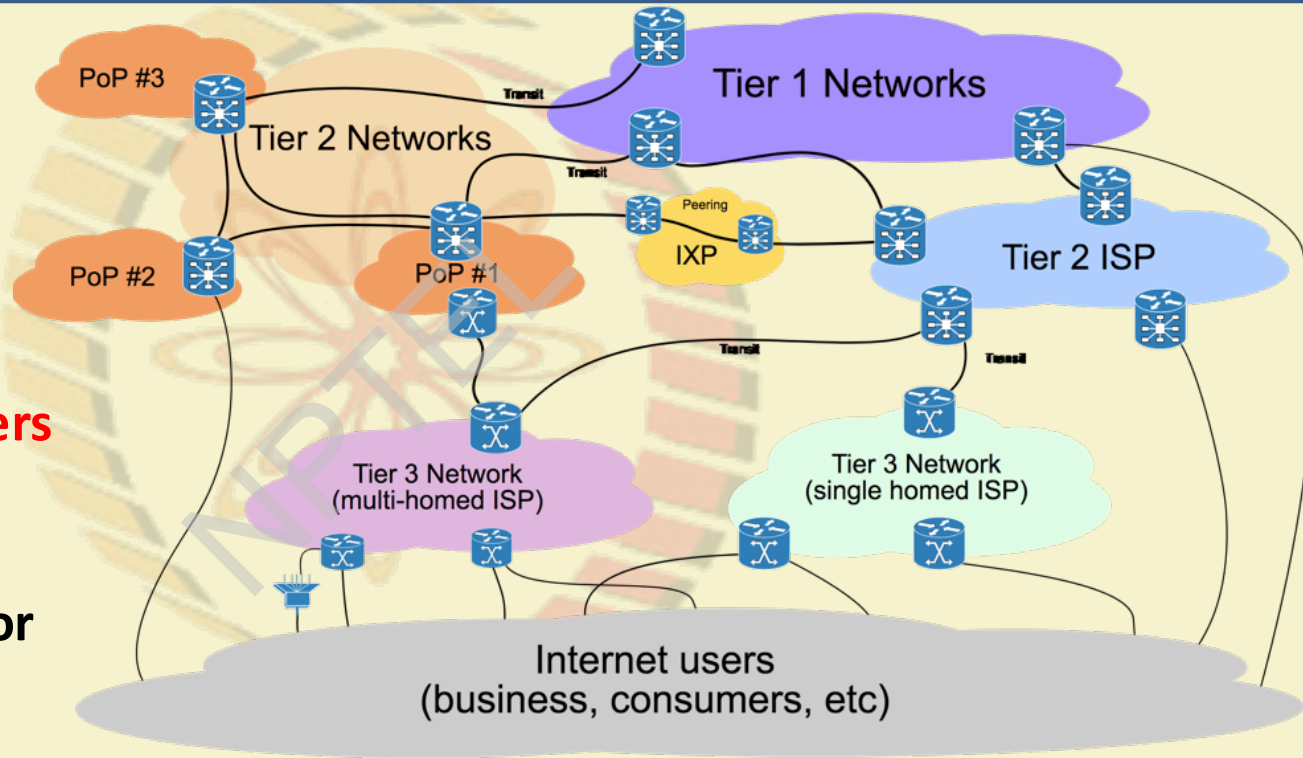 PoP #3
Transit
Tier 1 Networks
Tier 2 Networks
Transit
Peering
IXP
PoP #2
PoP #1
Tier 2 ISP
Transit
Transit
ers
Tier 3 Network
(multi-homed ISP)
Tier 3 Network
(single homed ISP)
NPTEL
or
Internet users
(business, consumers, etc)